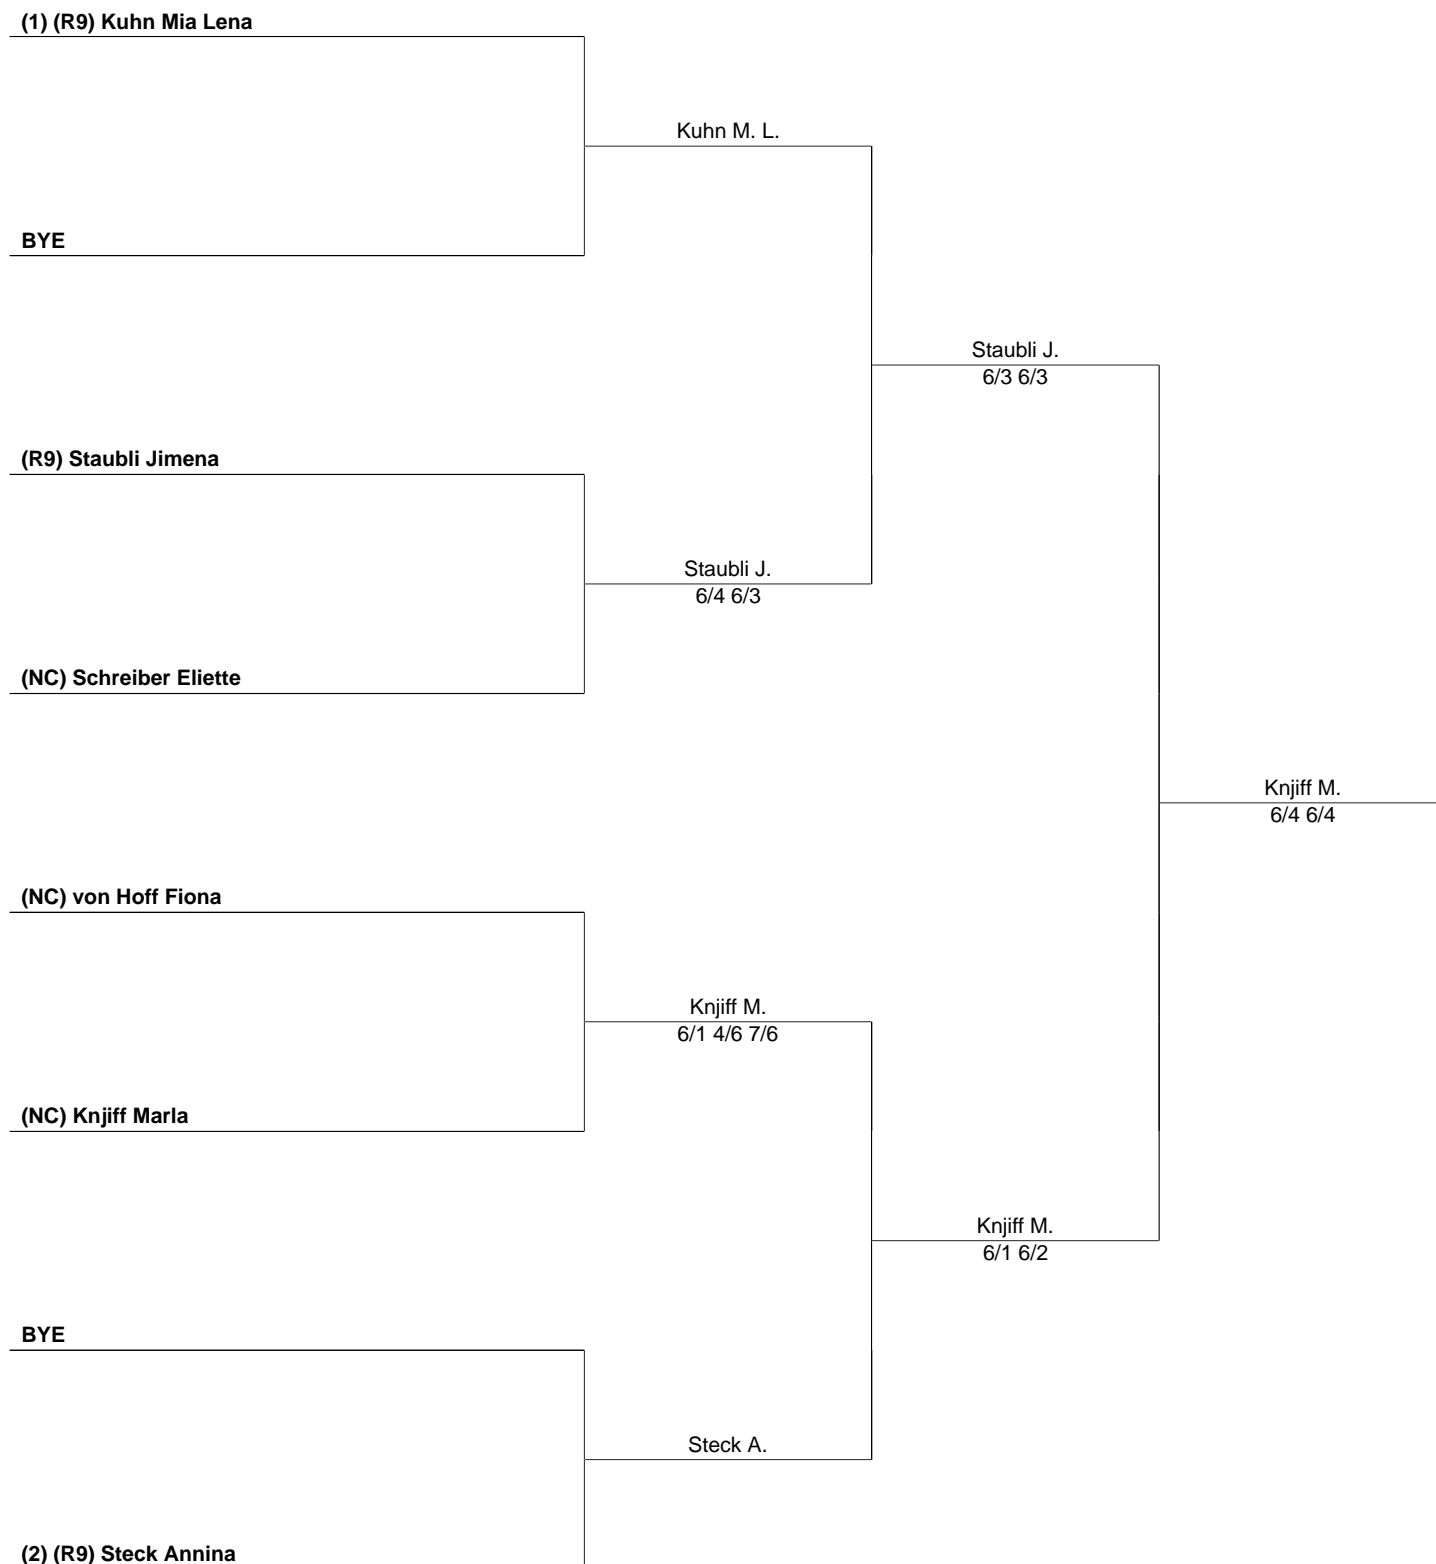 (1) (R9) Kuhn Mia Lena
Kuhn M. L.
BYE
Staubli J.
6/3 6/3
(R9) Staubli Jimena
Staubli J.
6/4 6/3
(NC) Schreiber Eliette
Knjiff M.
6/4 6/4
(NC) von Hoff Fiona
Knjiff M.
6/1 4/6 7/6
(NC) Knjiff Marla
Knjiff M.
6/1 6/2
BYE
Steck A.
(2) (R9) Steck Annina